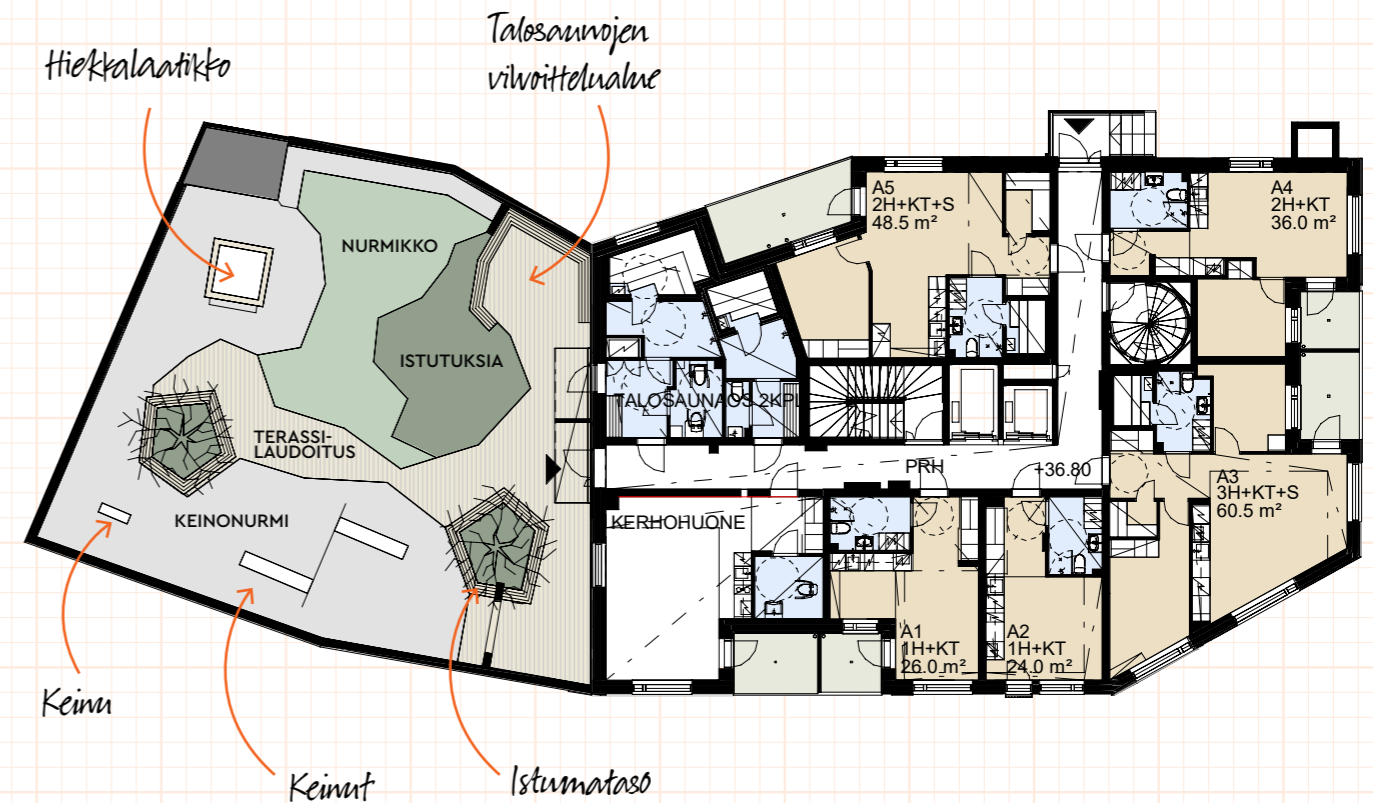 Talosaunojen
vilvoittelualue
Hiekkalaatikko
A5
2H+KT+S
48.5 m²
A4
2H+KT
36.0 m²
NURMIKKO
ISTUTUKSIA
TALOSAUNAOS 2KPL
TERASSI-
LAUDOITUS
PRH
+36.80
A3
3H+KT+S
60.5 m²
KEINONURMI
KERHOHUONE
A1
1H+KT
26.0 m²
A2
1H+KT
24.0 m²
Keinu
Keinut
Istumataso